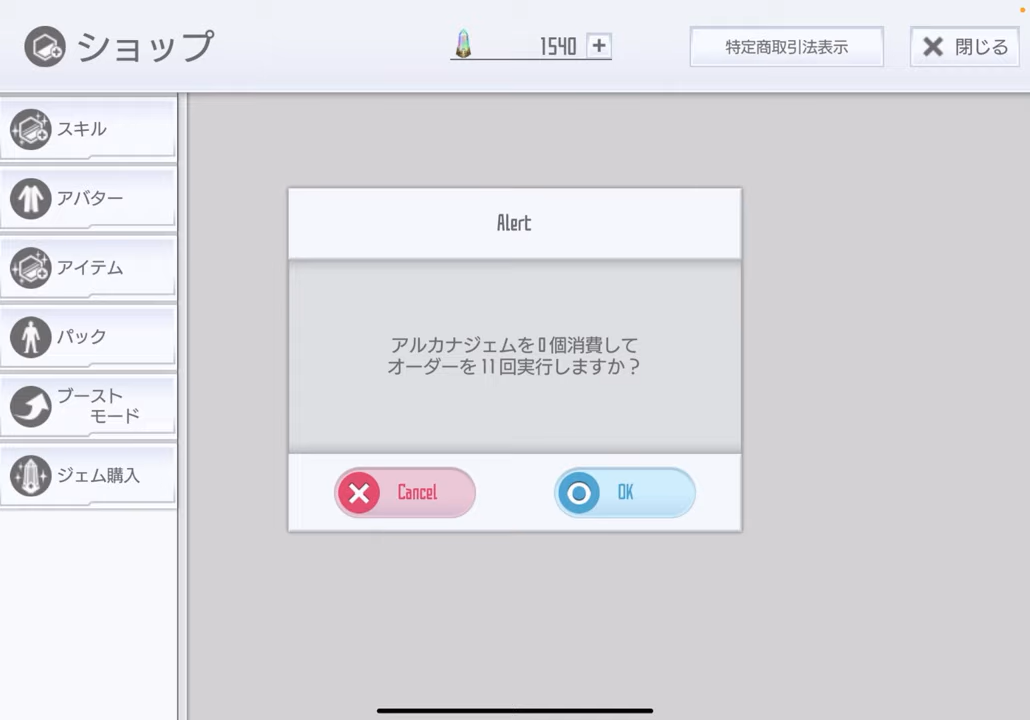 ショップ
1540
特定商取引法表示
閉じる
スキル
アバター
アイテム
パック
ブースト
モード
ジェム購入
Alert
アルカナジェムを0個消費して
オーダーを11回実行しますか?
Cancel
OK